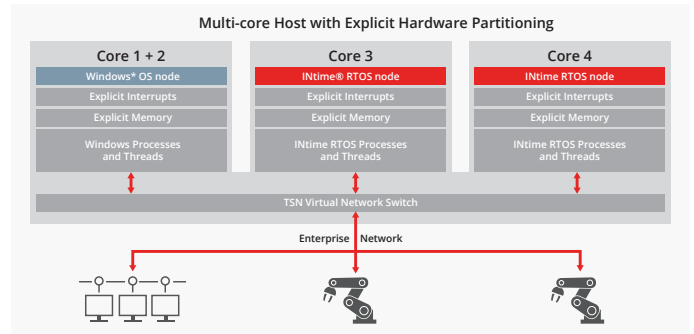 Multi-core Host with Explicit Hardware Partitioning
Core 1 + 2
Windows* OS node
Explicit Interrupts
Explicit Memory
Windows Processes
and Threads
Core 3
INtime® RTOS node
Explicit Interrupts
Explicit Memory
INtime RTOS Processes
and Threads
Core 4
INtime RTOS node
Explicit Interrupts
Explicit Memory
INtime RTOS Processes
and Threads
TSN Virtual Network Switch
Enterprise Network